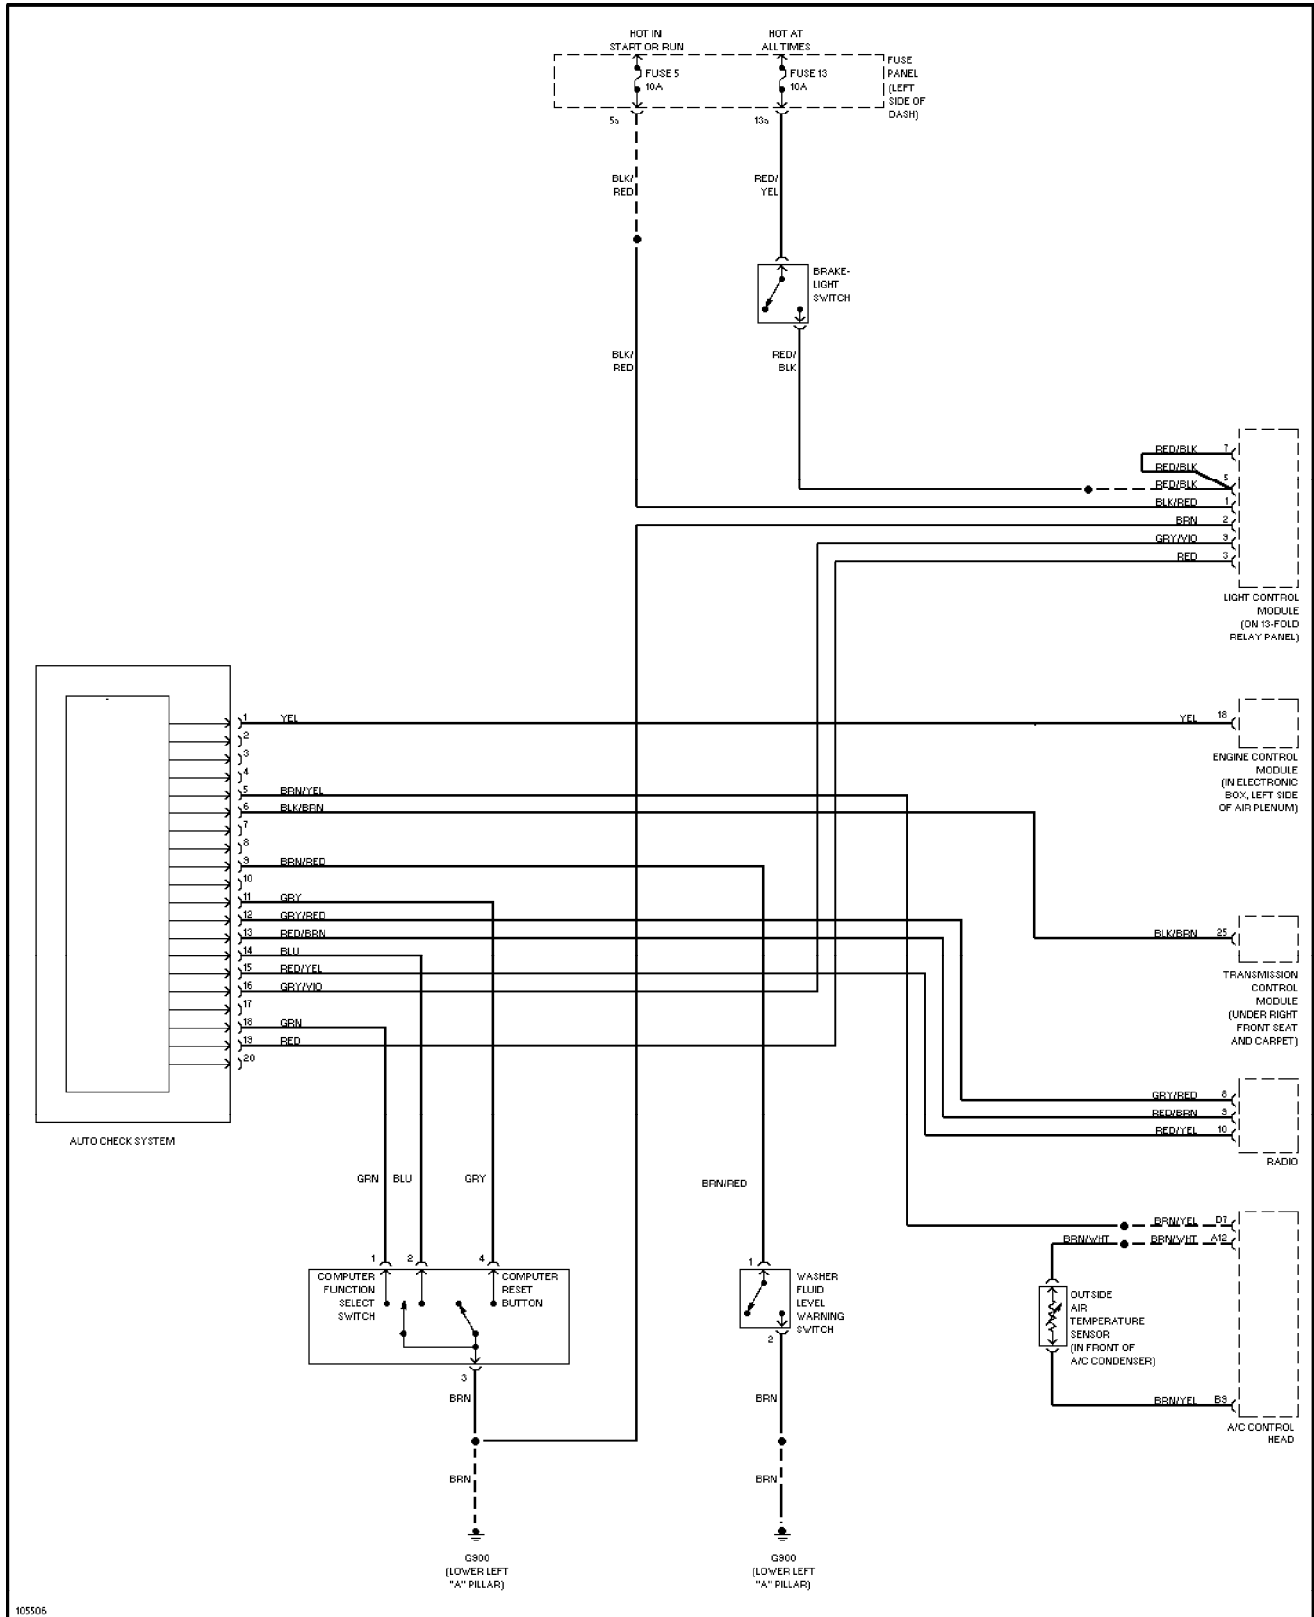 HOT IN
START OR RUN
HOT AT
ALL TIMES
FUSE 5
10A
FUSE 13
10A
FUSE
PANEL
(LEFT
SIDE OF
DASH)
5a
13a
BLK/
RED
RED/
YEL
BRAKE-
LIGHT
SWITCH
BLK/
RED
RED/
BLK
RED/BLK 7
RED/BLK
RED/BLK 5
BLK/RED 1
BRN 2
GRY/VIO 9
RED 3
LIGHT CONTROL
MODULE
(ON 13-FOLD
RELAY PANEL)
1 YEL
2
3
4
5 BRN/YEL
6 BLK/BRN
7
8
9 BRN/RED
10
11 GRY
12 GRY/RED
13 RED/BRN
14 BLU
15 RED/YEL
16 GRY/VIO
17
18 GRN
19 RED
20
AUTO CHECK SYSTEM
YEL 18
ENGINE CONTROL
MODULE
(IN ELECTRONIC
BOX, LEFT SIDE
OF AIR PLENUM)
BLK/BRN 25
TRANSMISSION
CONTROL
MODULE
(UNDER RIGHT
FRONT SEAT
AND CARPET)
GRY/RED 8
RED/BRN 9
RED/YEL 10
RADIO
GRN BLU GRY
BRN/RED
BRN/YEL D7
BRN/WHT BRN/WHT A12
1 2 4
COMPUTER
FUNCTION
SELECT
SWITCH
COMPUTER
RESET
BUTTON
3
1
WASHER
FLUID
LEVEL
WARNING
SWITCH
2
OUTSIDE
AIR
TEMPERATURE
SENSOR
(IN FRONT OF
A/C CONDENSER)
BRN/YEL B9
A/C CONTROL
HEAD
BRN
BRN
BRN
BRN
G900
(LOWER LEFT
"A" PILLAR)
G900
(LOWER LEFT
"A" PILLAR)
105506